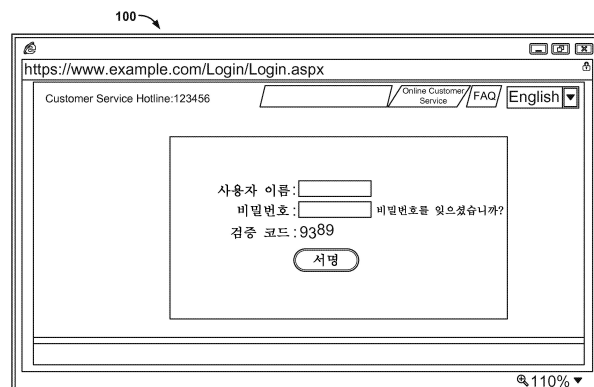 100
https://www.example.com/Login/Login.aspx
Customer Service Hotline:123456
Online Customer
Service
FAQ
English
사용자 이름:
비밀번호: 비밀번호를 잊으셨습니까?
검증 코드:9389
서명
110%